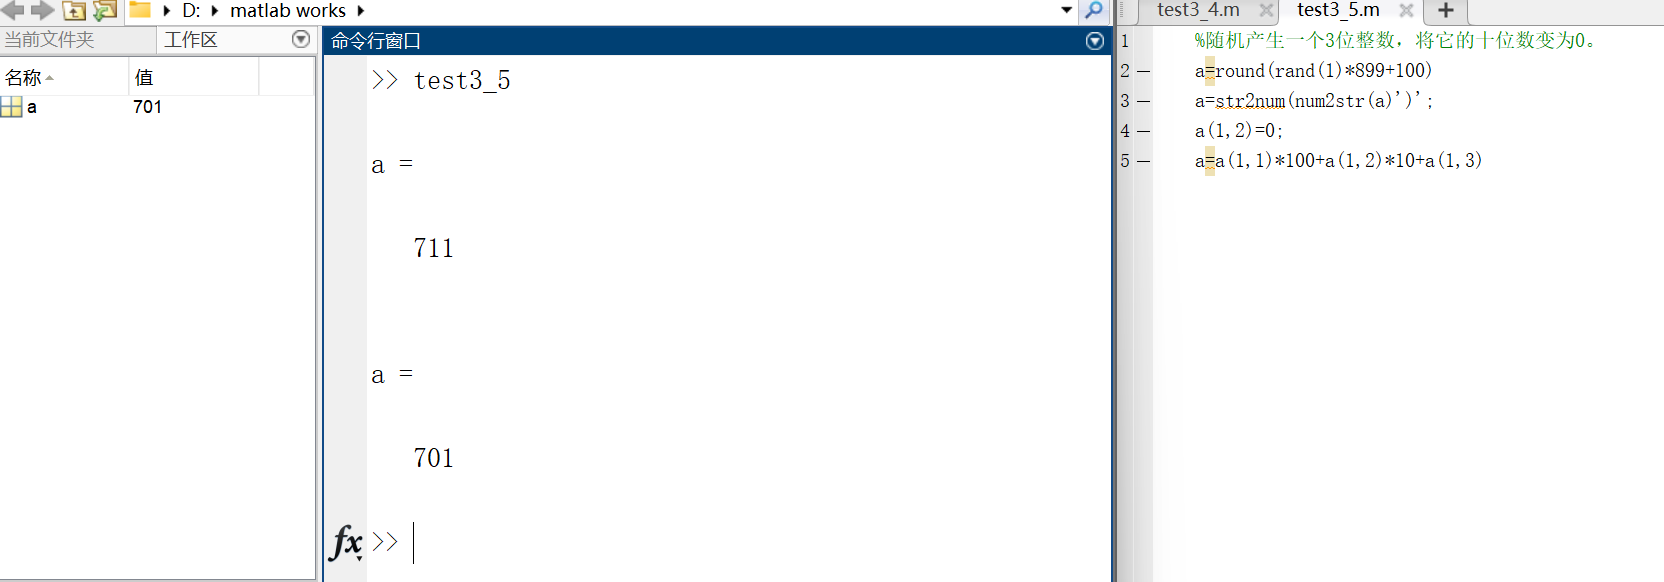 D: matlab works
当前文件夹 工作区
名称 值
a 701
命令行窗口
>> test3_5
a =
711
a =
701
fx >>
test3_4.m test3_5.m
1 %随机产生一个3位整数，将它的十位数变为0。
2 — a=round(rand(1)*899+100)
3 — a=str2num(num2str(a)')';
4 — a(1,2)=0;
5 — a=a(1,1)*100+a(1,2)*10+a(1,3)